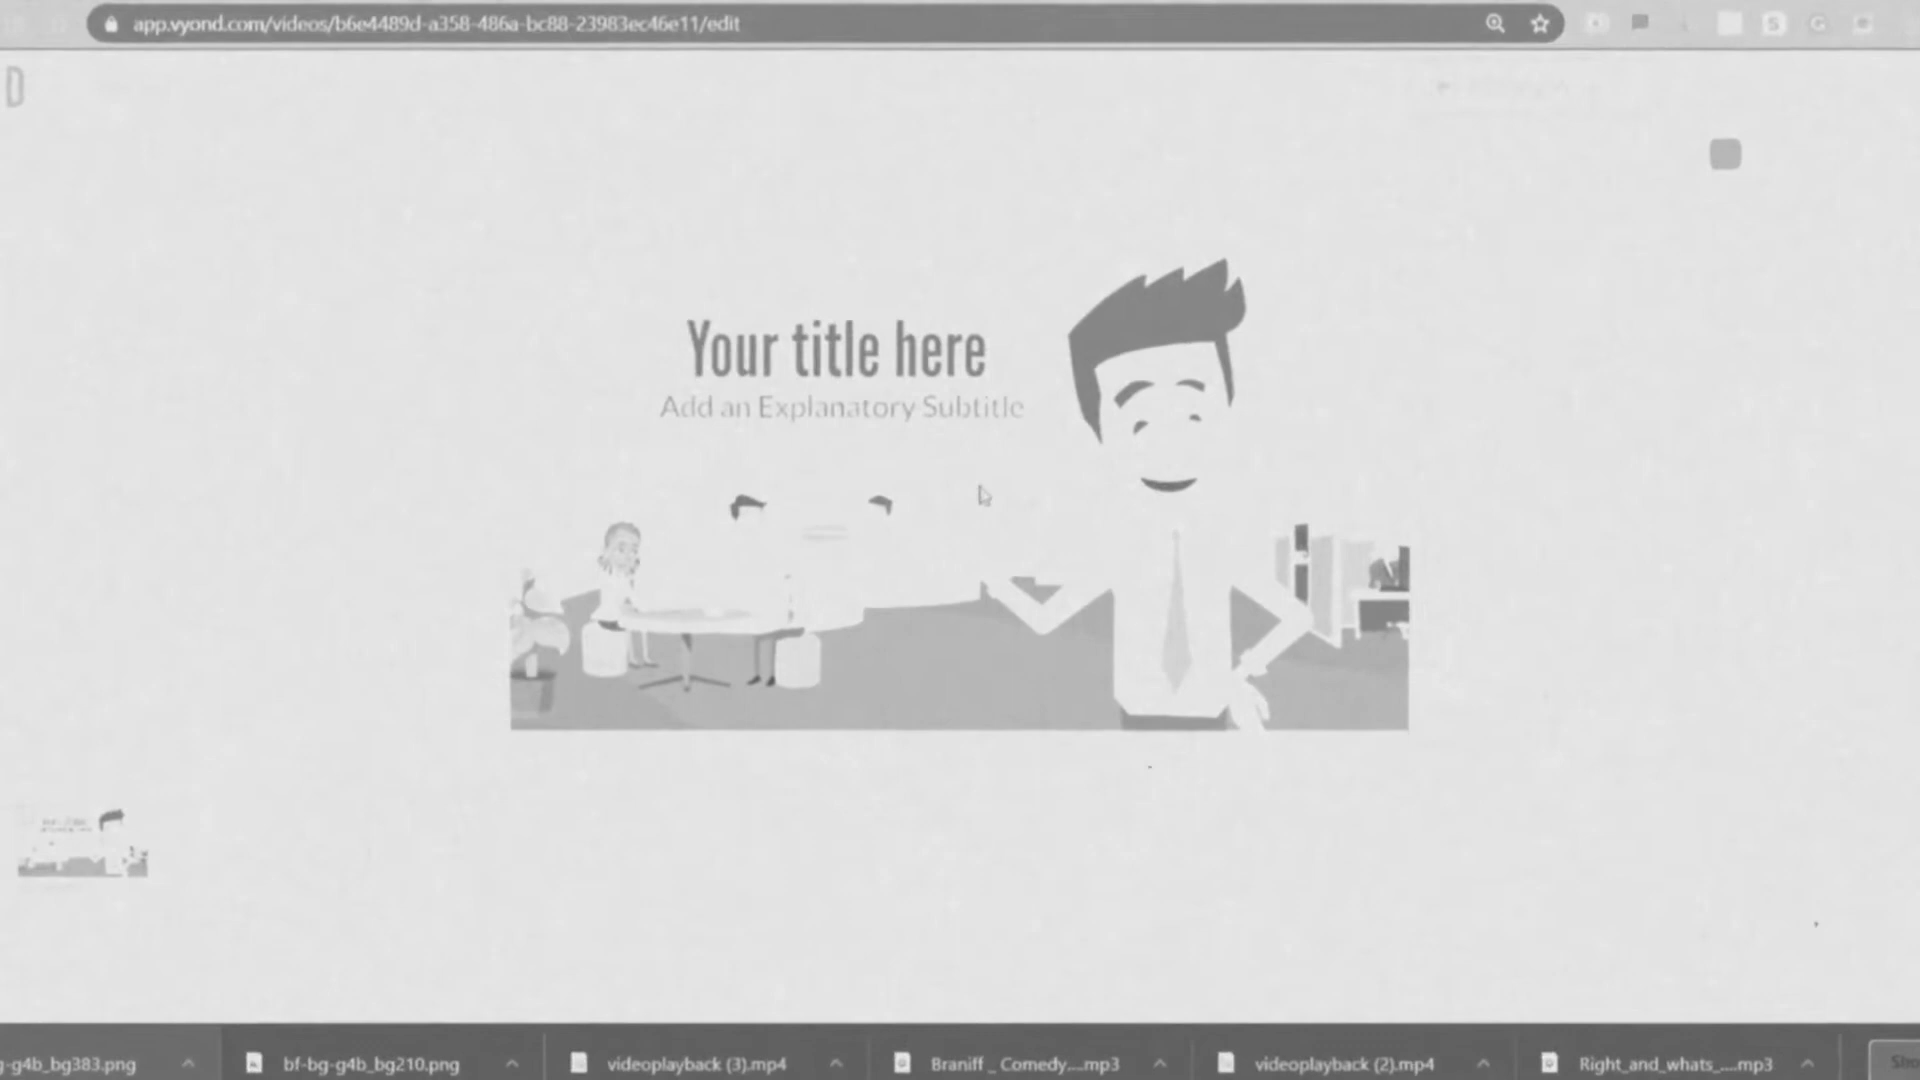 app.vyond.com/videos/b6e4489d-a358-486a-bc88-23983ec46e11/edit
Your title here
Add an Explanatory Subtitle
g-g4b_bg383.png
bf-bg-g4b_bg210.png
videoplayback (3).mp4
Braniff _ Comedy....mp3
videoplayback (2).mp4
Right_and_whats_....mp3